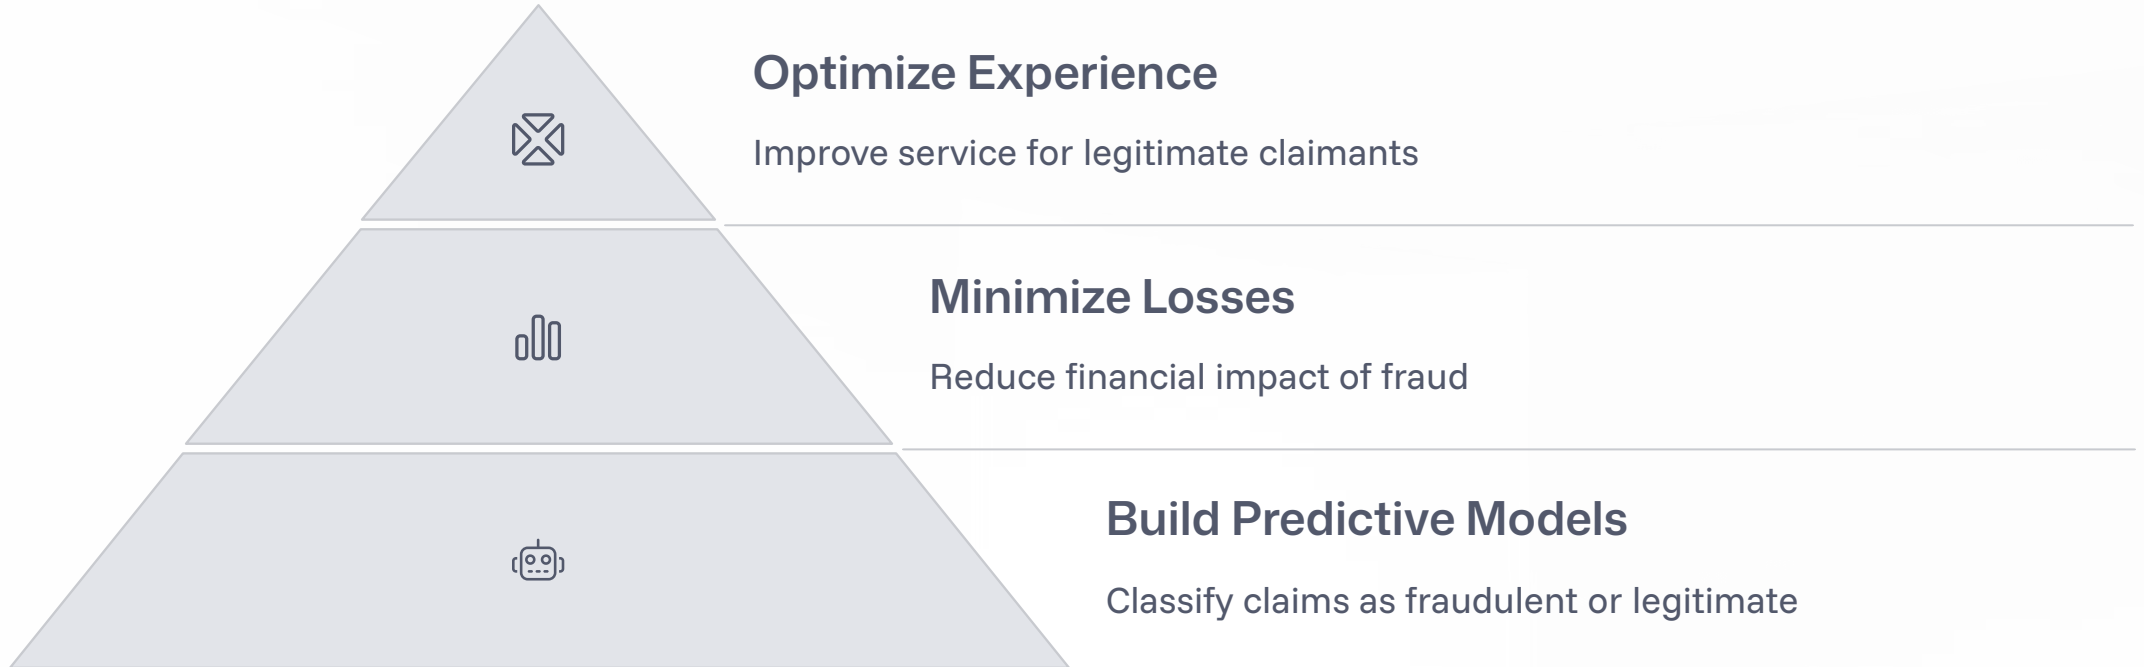 Optimize Experience
Improve service for legitimate claimants
Minimize Losses
Reduce financial impact of fraud
Build Predictive Models
Classify claims as fraudulent or legitimate